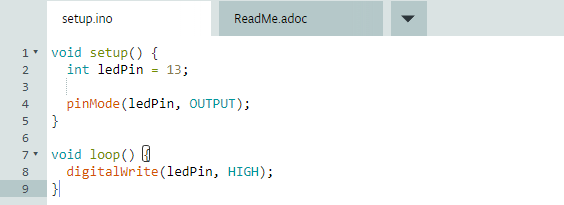 setup.ino ReadMe.adoc
1 void setup() {
2 int ledPin = 13;
3
4 pinMode(ledPin, OUTPUT);
5 }
6
7 void loop() {
8 digitalWrite(ledPin, HIGH);
9 }